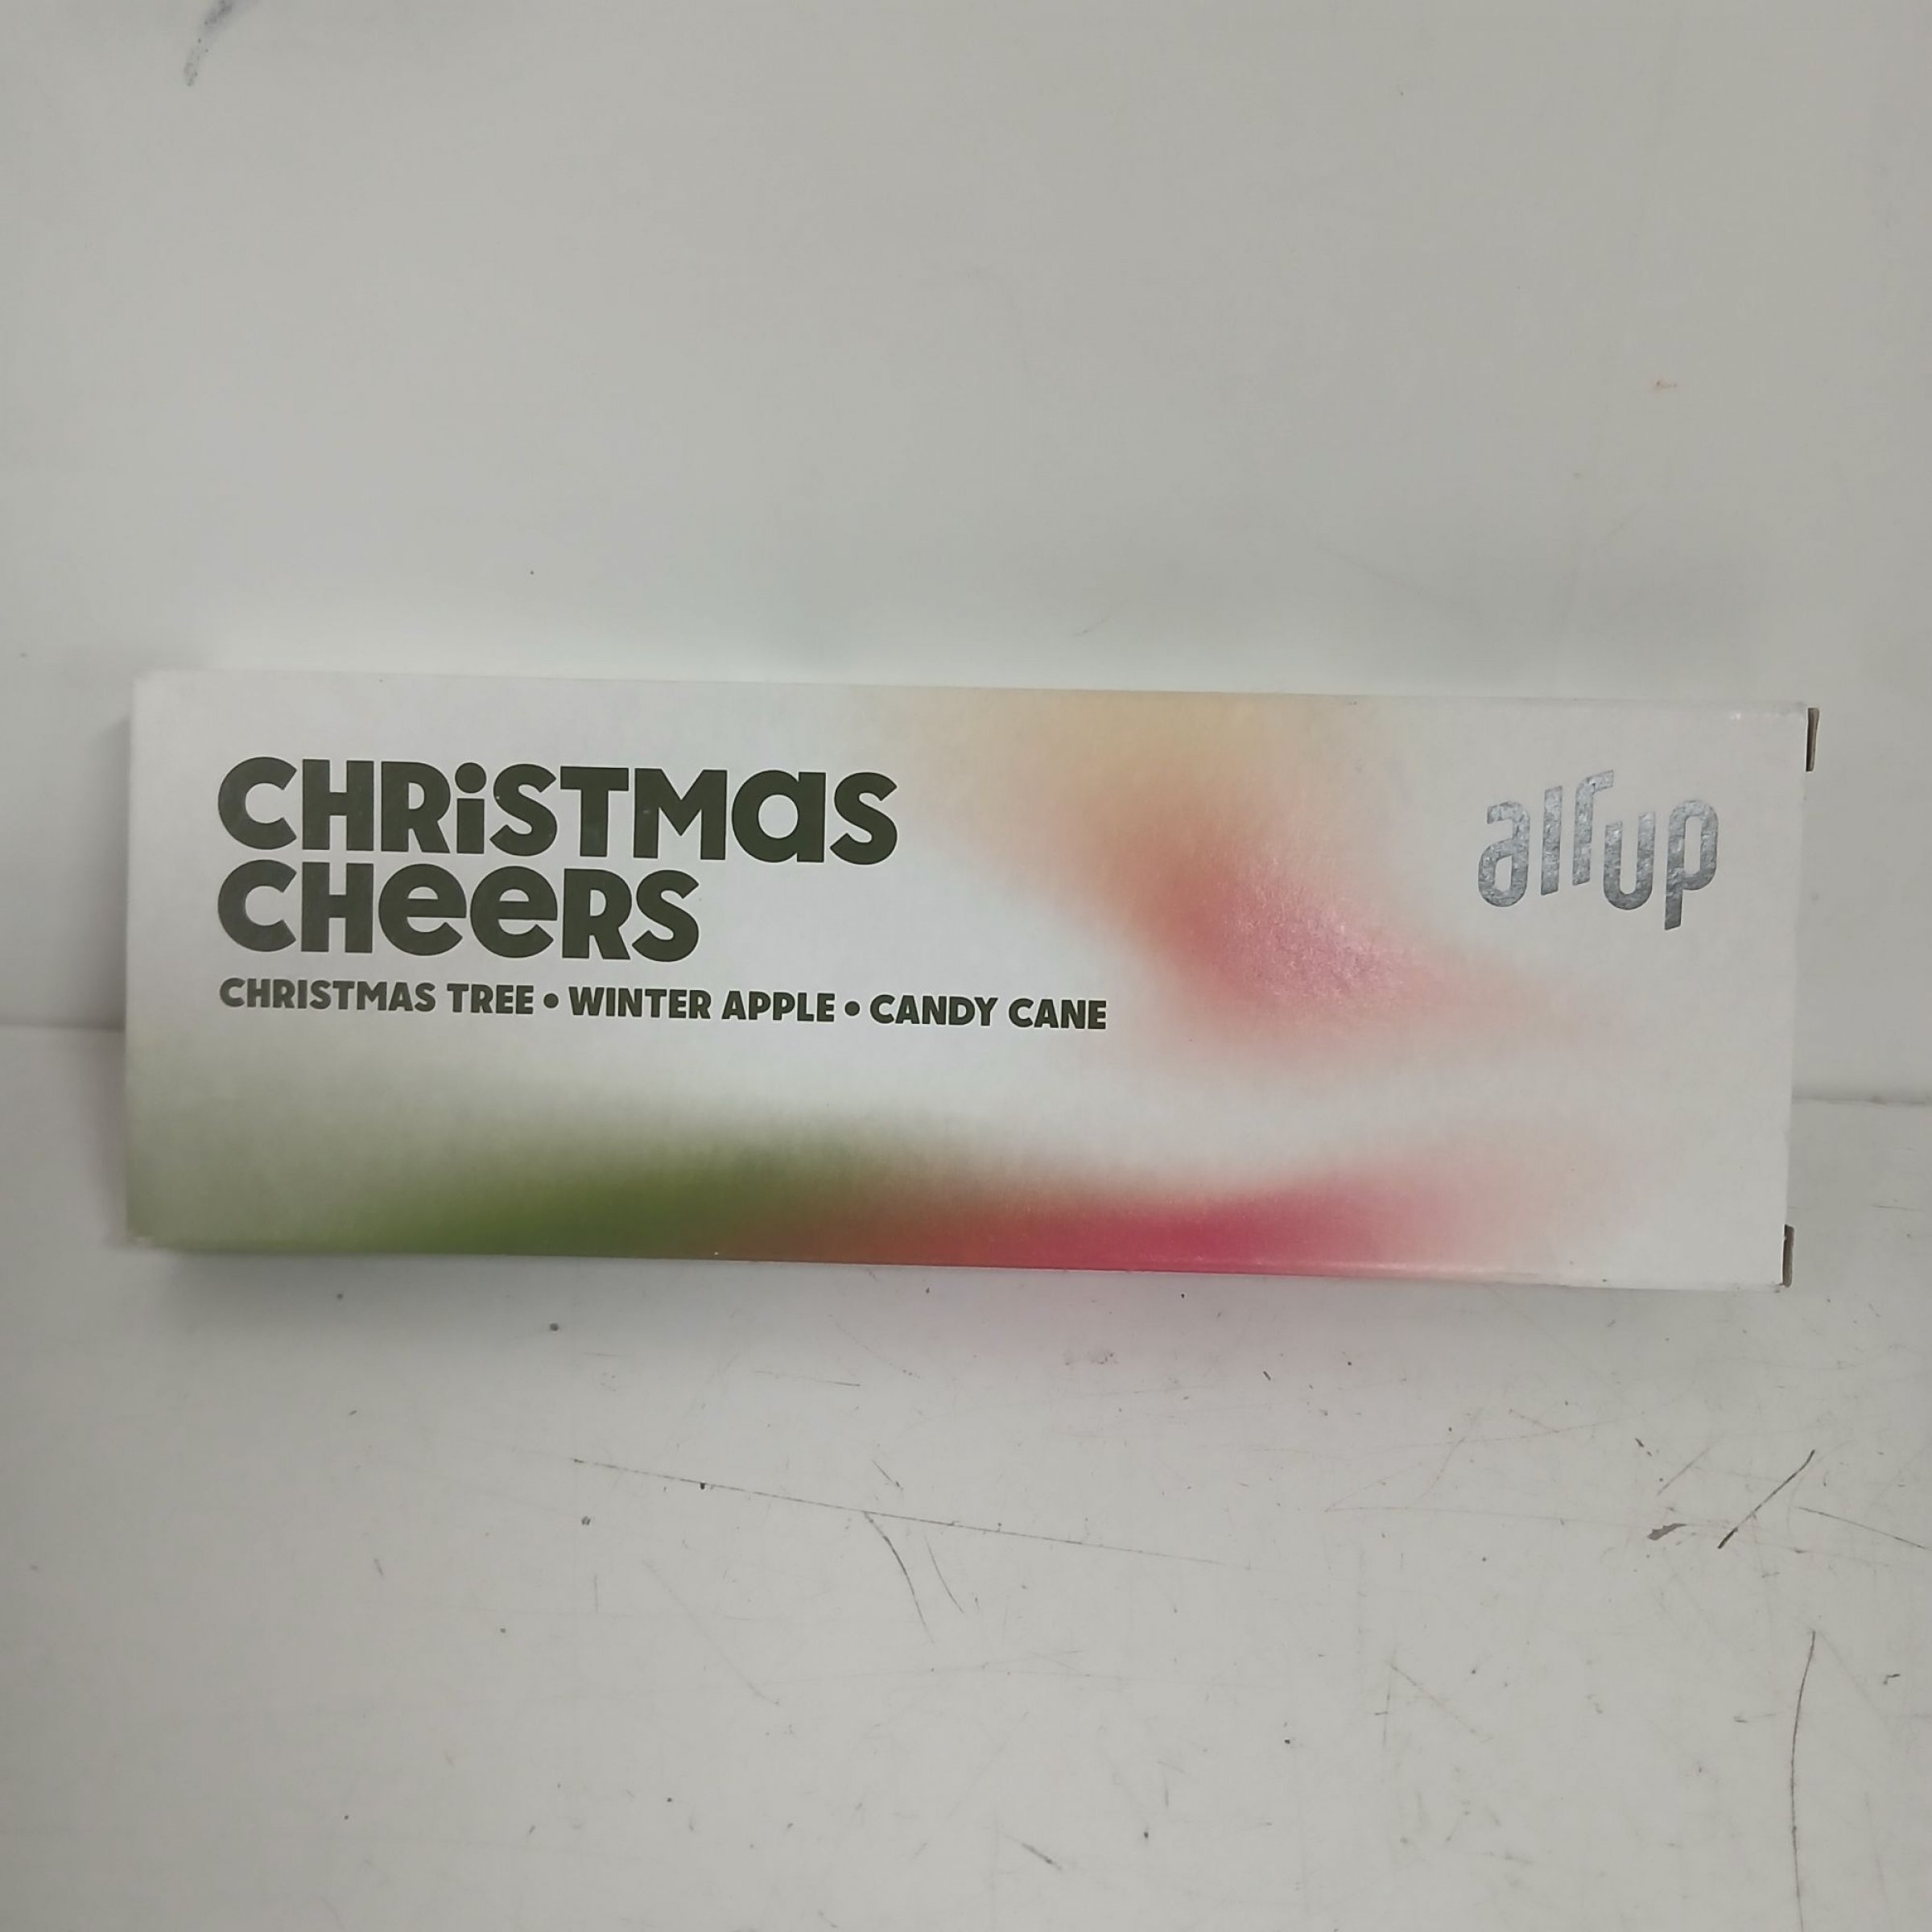 CHRiSTMaS
CHeeRS
CHRISTMAS TREE • WINTER APPLE • CANDY CANE
air up